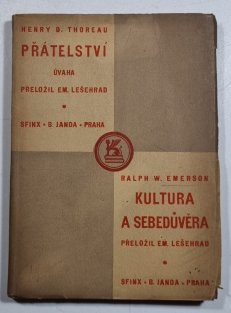 HENRY D. THOREAU
PŘÁTELSTVÍ
ÚVAHA
PŘELOŽIL EM. LEŠEHRAD
SFINX - B. JANDA - PRAHA
RALPH W. EMERSON
KULTURA
A SEBEDŮVĚRA
PŘELOŽIL EM. LEŠEHRAD
SFINX - B. JANDA - PRAHA